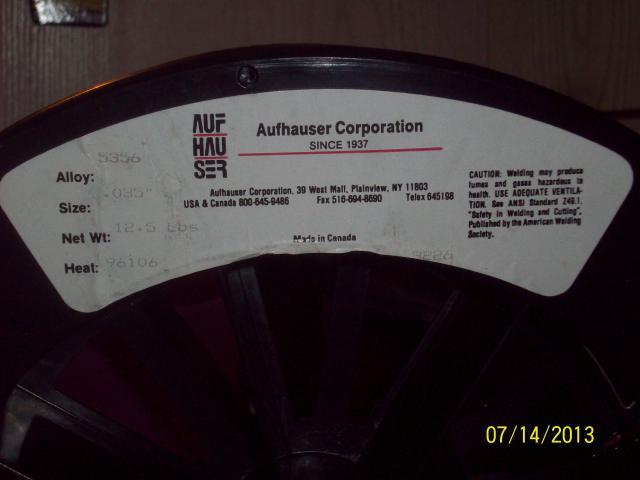 AUF
HAU
SER
Aufhauser Corporation
SINCE 1937
Alloy: 5356
Size: .035"
Net Wt: 12.5 Lbs
Heat: 96106
Aufhauser Corporation, 39 West Mall, Plainview, NY 11803
USA & Canada 800-645-9486 Fax 516-694-8690 Telex 645198
Made in Canada
CAUTION: Welding may produce
fumes and gases hazardous to
health. USE ADEQUATE VENTILA-
TION. See ANSI Standard Z49.1.
"Safety in Welding and Cutting".
Published by the American Welding
Society.
07/14/2013